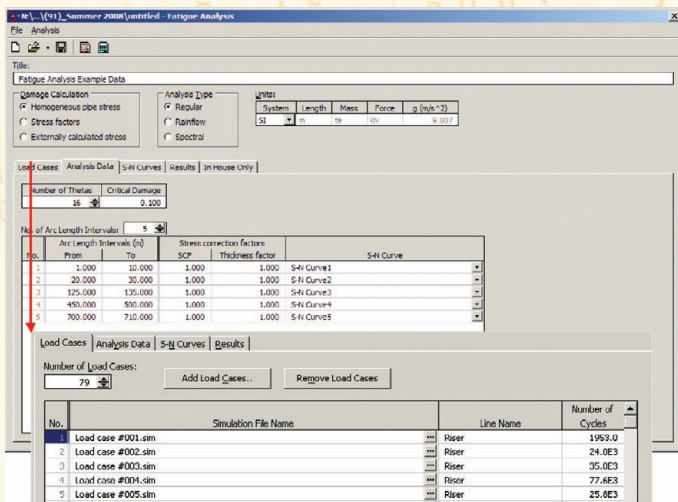 N:\...\(91)_Summer 2008\untitled - Fatigue Analysis
File Analysis
Title:
Fatigue Analysis Example Data
Damage Calculation
Homogeneous pipe stress
Stress factors
Externally calculated stress
Analysis Type
Regular
Rainflow
Spectral
Units:
System Length Mass Force g (m/s^2)
SI m te kN 9.807
Load Cases Analysis Data S-N Curves Results In House Only
Number of Thetas Critical Damage
16 0.100
No. of Arc Length Intervals: 5
Arc Length Intervals (m) Stress correction factors
No. From To SCF Thickness factor S-N Curve
1 1.000 10.000 1.000 1.000 S-N Curve1
2 20.000 30.000 1.000 1.000 S-N Curve2
3 125.000 135.000 1.000 1.000 S-N Curve3
4 450.000 500.000 1.000 1.000 S-N Curve4
5 700.000 710.000 1.000 1.000 S-N Curve5
Load Cases Analysis Data S-N Curves Results
Number of Load Cases:
79 Add Load Cases.. Remove Load Cases
No. Simulation File Name Line Name Number of Cycles
1 Load case #001.sim ... Riser 1953.0
2 Load case #002.sim ... Riser 24.0E3
3 Load case #003.sim ... Riser 35.0E3
4 Load case #004.sim ... Riser 77.6E3
5 Load case #005.sim ... Riser 25.8E3